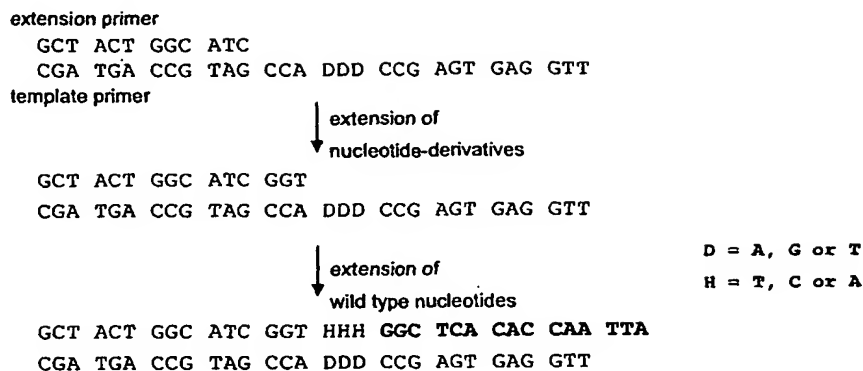 extension primer
GCT ACT GGC ATC
CGA TGA CCG TAG CCA DDD CCG AGT GAG GTT
template primer
extension of
nucleotide-derivatives
GCT ACT GGC ATC GGT
CGA TGA CCG TAG CCA DDD CCG AGT GAG GTT
D = A, G or T
H = T, C or A
extension of
wild type nucleotides
GCT ACT GGC ATC GGT HHH GGC TCA CAC CAA TTA
CGA TGA CCG TAG CCA DDD CCG AGT GAG GTT